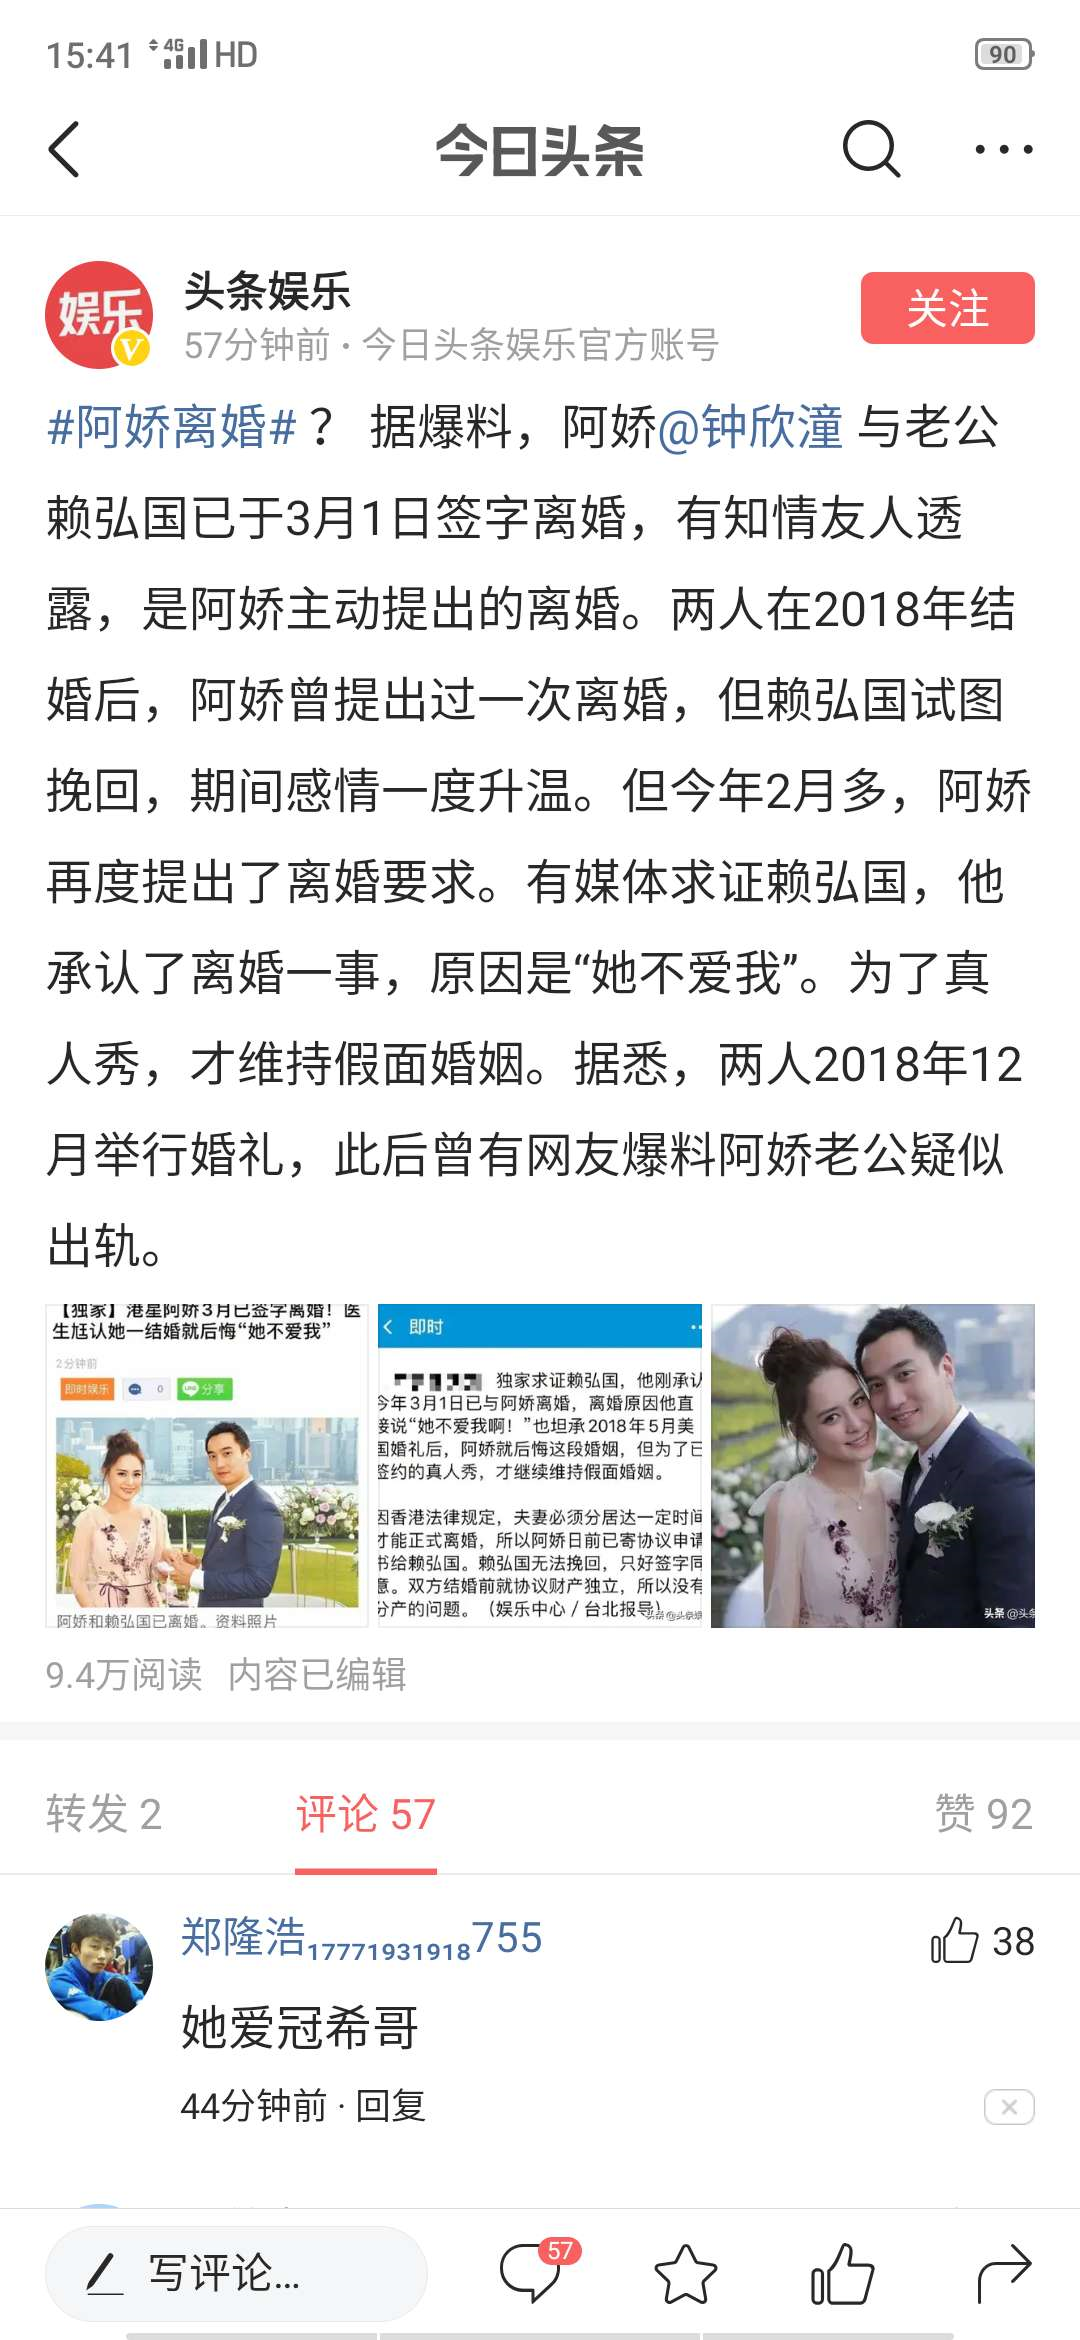 15:41 4G HD 90
今日头条
娱乐
V
头条娱乐
关注
57分钟前 · 今日头条娱乐官方账号
#阿娇离婚#？ 据爆料，阿娇@钟欣潼 与老公
赖弘国已于3月1日签字离婚，有知情友人透
露，是阿娇主动提出的离婚。两人在2018年结
婚后，阿娇曾提出过一次离婚，但赖弘国试图
挽回，期间感情一度升温。但今年2月多，阿娇
再度提出了离婚要求。有媒体求证赖弘国，他
承认了离婚一事，原因是“她不爱我”。为了真
人秀，才维持假面婚姻。据悉，两人2018年12
月举行婚礼，此后曾有网友爆料阿娇老公疑似
出轨。
【独家】港星阿娇3月已签字离婚！医
生尪认她一结婚就后悔“她不爱我”
2分钟前
即时娱乐 0 LINE 分享
阿娇和赖弘国已离婚。资料照片
即时
独家求证赖弘国，他刚承认
今年3月1日已与阿娇离婚，离婚原因他直
接说“她不爱我啊！”也坦承2018年5月美
国婚礼后，阿娇就后悔这段婚姻，但为了已
签约的真人秀，才继续维持假面婚姻。
因香港法律规定，夫妻必须分居达一定时间
才能正式离婚，所以阿娇日前已寄协议申请
书给赖弘国。赖弘国无法挽回，只好签字同
意。双方结婚前就协议财产独立，所以没有
分产的问题。（娱乐中心／台北报导）
头条 @头条
9.4万阅读 内容已编辑
转发 2 评论 57 赞 92
郑隆浩₁₇₇₇₁₉₃₁₉₁₈755
38
她爱冠希哥
44分钟前 · 回复
写评论...
57